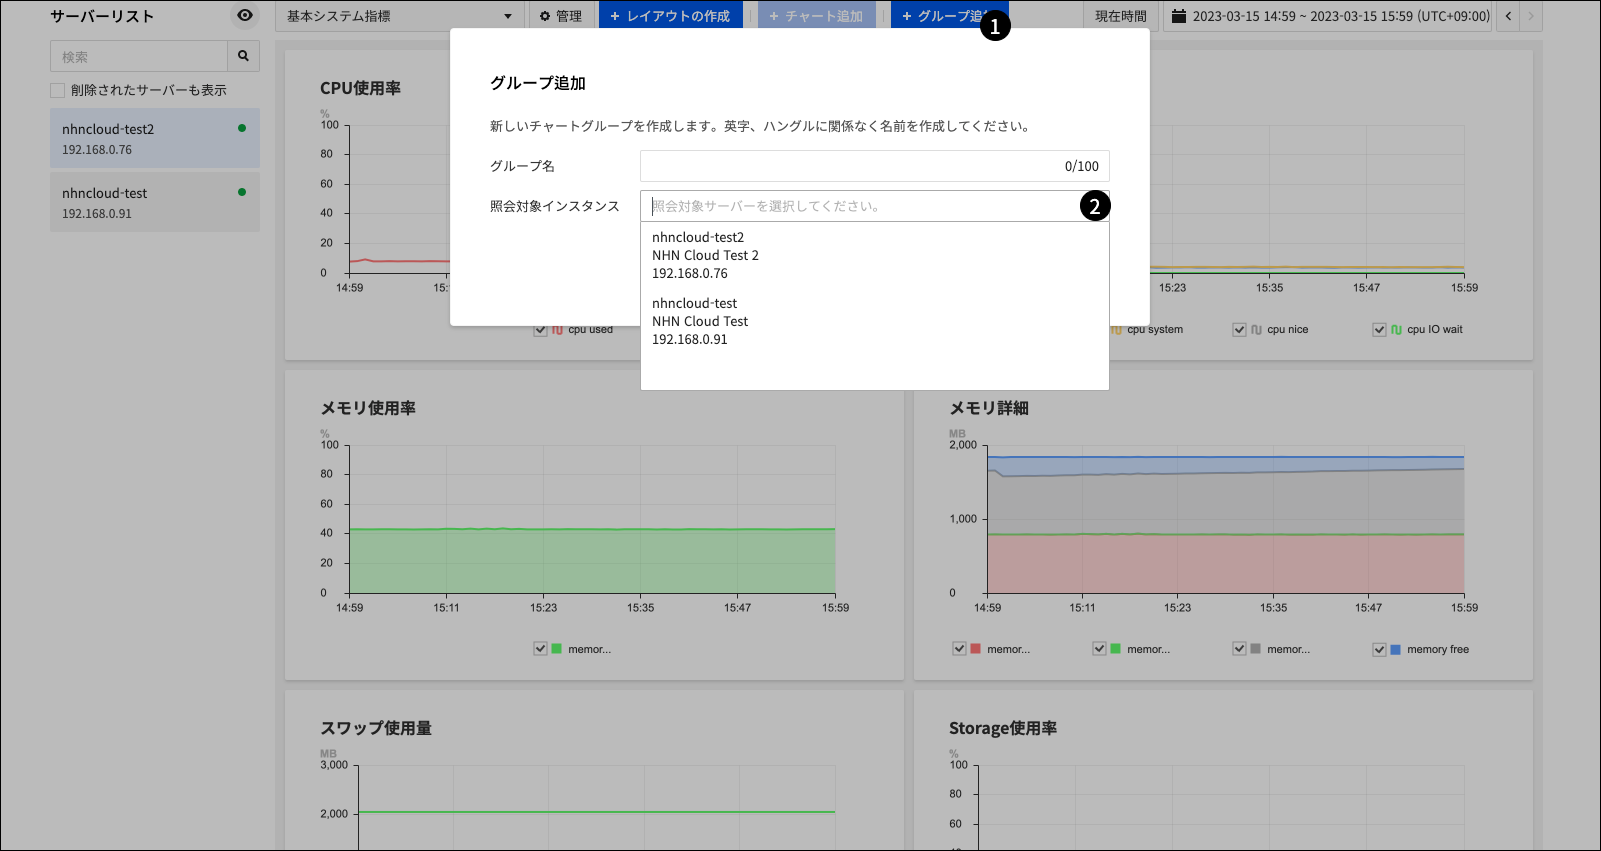 サーバーリスト
検索
削除されたサーバーも表示
nhncloud-test2
192.168.0.76
nhncloud-test
192.168.0.91
基本システム指標
管理
+ レイアウトの作成
+ チャート追加
+ グループ追
1
現在時間
2023-03-15 14:59 ~ 2023-03-15 15:59 (UTC+09:00)
グループ追加
新しいチャートグループを作成します。英字、ハングルに関係なく名前を作成してください。
グループ名
0/100
照会対象インスタンス
照会対象サーバーを選択してください。
2
nhncloud-test2
NHN Cloud Test 2
192.168.0.76
nhncloud-test
NHN Cloud Test
192.168.0.91
CPU使用率
%
100
80
60
40
20
0
14:59
15:
cpu used
15:23
15:35
15:47
15:59
cpu system
cpu nice
cpu IO wait
メモリ使用率
%
100
80
60
40
20
0
14:59
15:11
15:23
15:35
15:47
15:59
memor...
メモリ詳細
MB
2,000
1,000
0
14:59
15:11
15:23
15:35
15:47
15:59
memor...
memor...
memor...
memory free
スワップ使用量
MB
3,000
2,000
Storage使用率
%
100
80
60